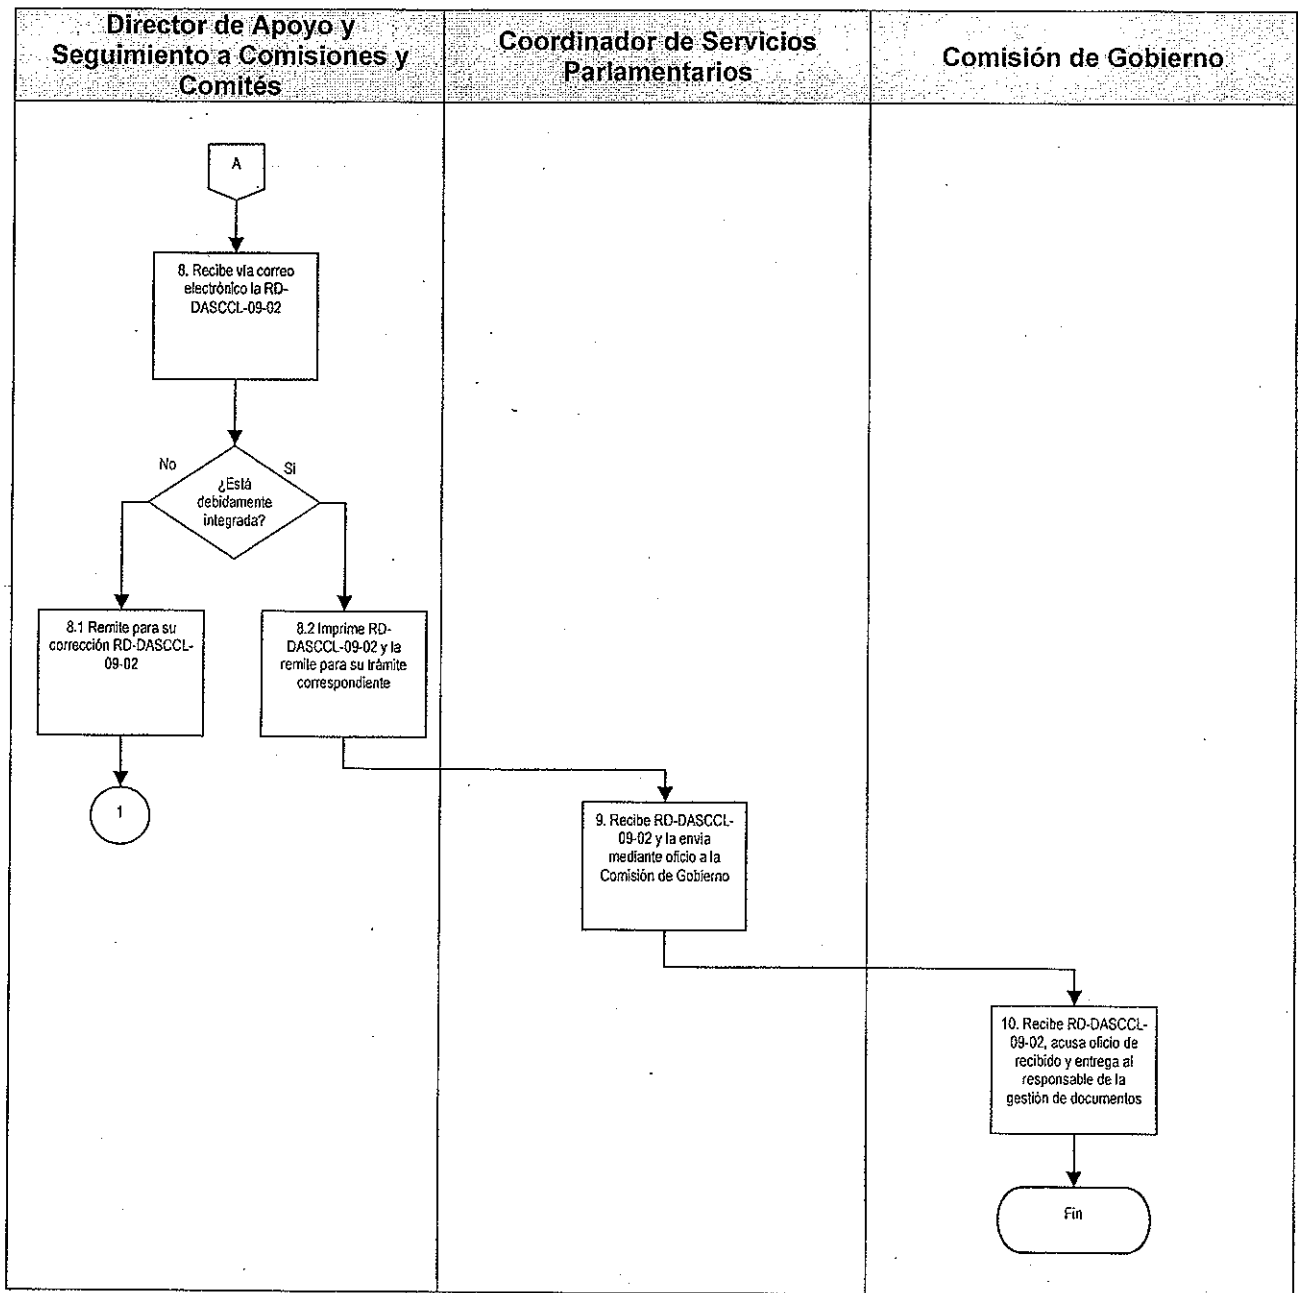 Director de Apoyo y
Seguimiento a Comisiones y
Comités
Coordinador de Servicios
Parlamentarios
Comisión de Gobierno
A
8. Recibe vía correo
electrónico la RD-
DASCCL-09-02
No
Si
¿Está
debidamente
integrada?
8.1 Remite para su
corrección RD-DASCCL-
09-02
8.2 Imprime RD-
DASCCL-09-02 y la
remite para su trámite
correspondiente
1
9. Recibe RD-DASCCL-
09-02 y la envia
mediante oficio a la
Comisión de Gobierno
10. Recibe RD-DASCCL-
09-02, acusa oficio de
recibido y entrega al
responsable de la
gestión de documentos
Fin